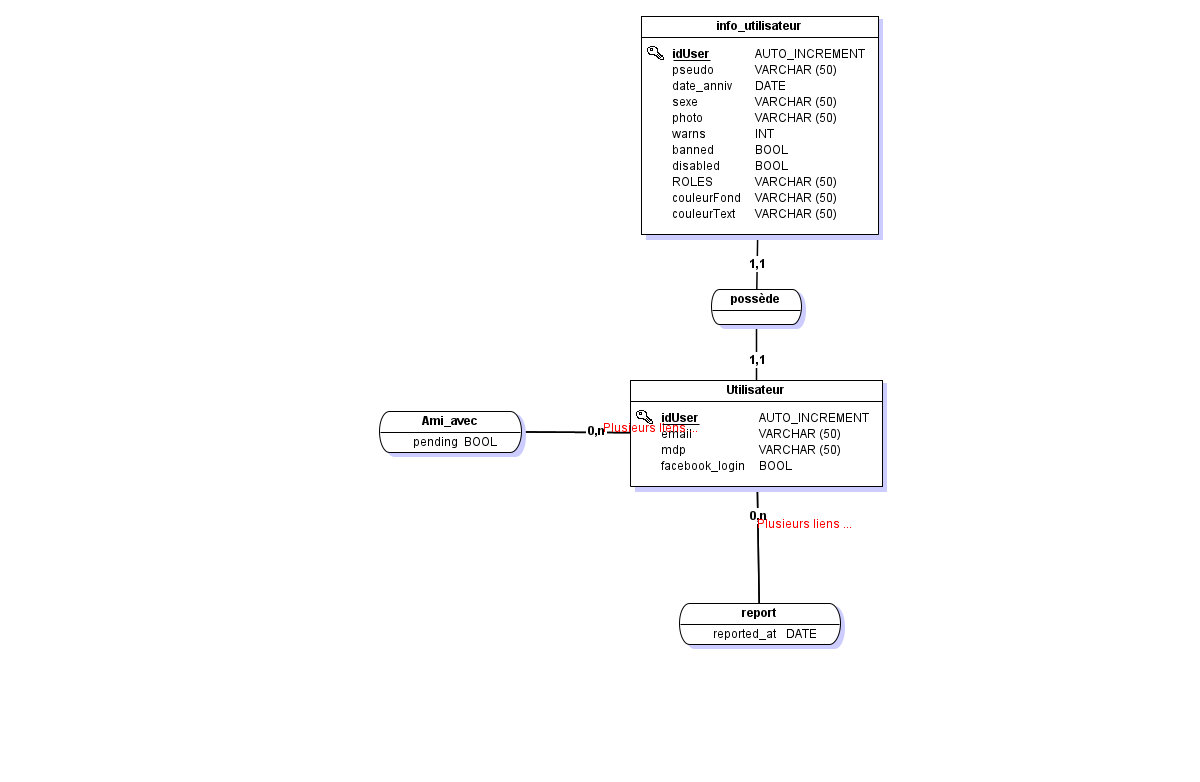 info_utilisateur
idUser AUTO_INCREMENT
pseudo VARCHAR (50)
date_anniv DATE
sexe VARCHAR (50)
photo VARCHAR (50)
warns INT
banned BOOL
disabled BOOL
ROLES VARCHAR (50)
couleurFond VARCHAR (50)
couleurText VARCHAR (50)
1,1
possède
1,1
Utilisateur
idUser AUTO_INCREMENT
email VARCHAR (50)
mdp VARCHAR (50)
facebook_login BOOL
Ami_avec
pending BOOL
0,n
Plusieurs liens ...
0,n
Plusieurs liens ...
report
reported_at DATE